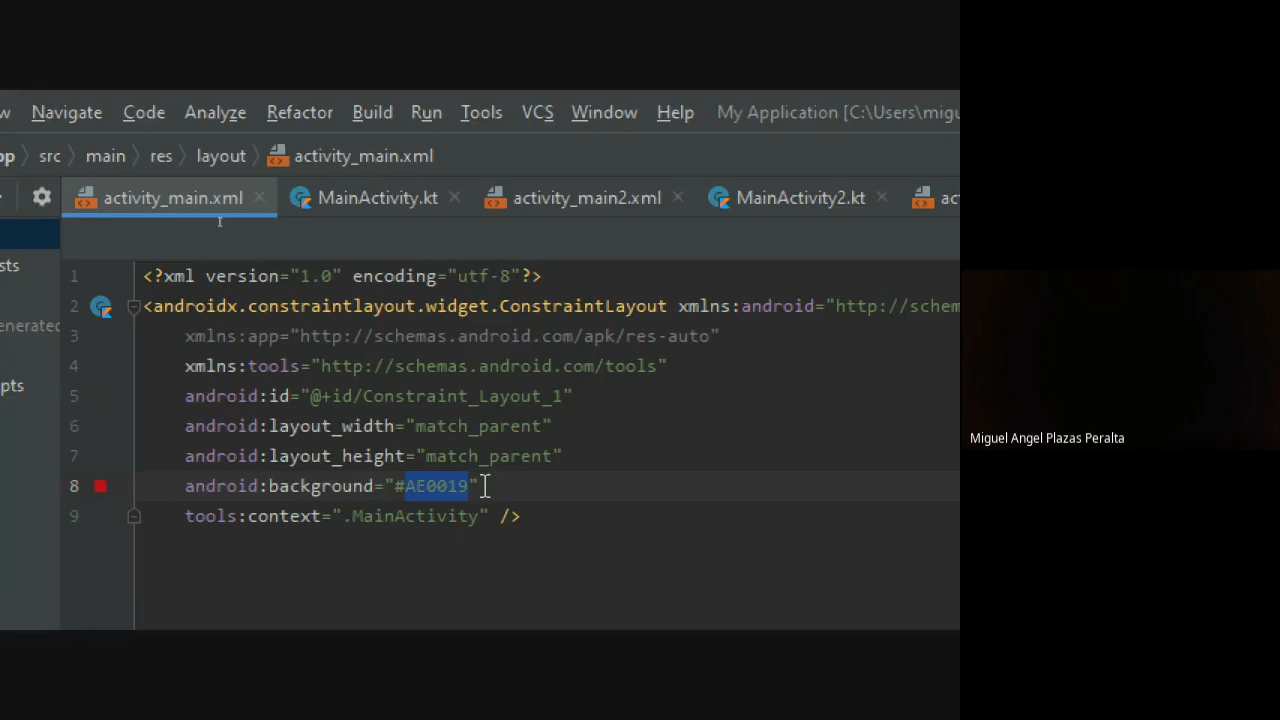 w Navigate Code Analyze Refactor Build Run Tools VCS Window Help My Application [C:\Users\migu
pp src main res layout activity_main.xml
activity_main.xml MainActivity.kt activity_main2.xml MainActivity2.kt ac
sts
enerated
pts
1 <?xml version="1.0" encoding="utf-8"?>
2 <androidx.constraintlayout.widget.ConstraintLayout xmlns:android="http://schem
3 xmlns:app="http://schemas.android.com/apk/res-auto"
4 xmlns:tools="http://schemas.android.com/tools"
5 android:id="@+id/Constraint_Layout_1"
6 android:layout_width="match_parent"
7 android:layout_height="match_parent"
8 android:background="#AE0019"
9 tools:context=".MainActivity" />
Miguel Angel Plazas Peralta